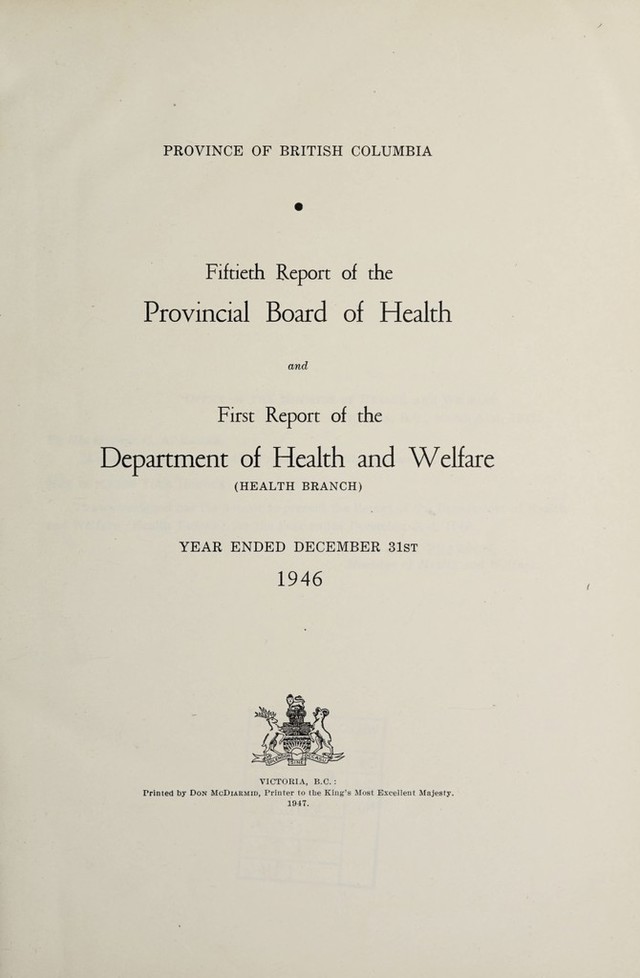 PROVINCE OF BRITISH COLUMBIA
Fiftieth Report of the
Provincial Board of Health
and
First Report of the
Department of Health and Welfare
(HEALTH BRANCH)
YEAR ENDED DECEMBER 31ST
1946
VICTORIA, B.C.:
Printed by DON MCDIARMID, Printer to the King's Most Excellent Majesty.
1947.